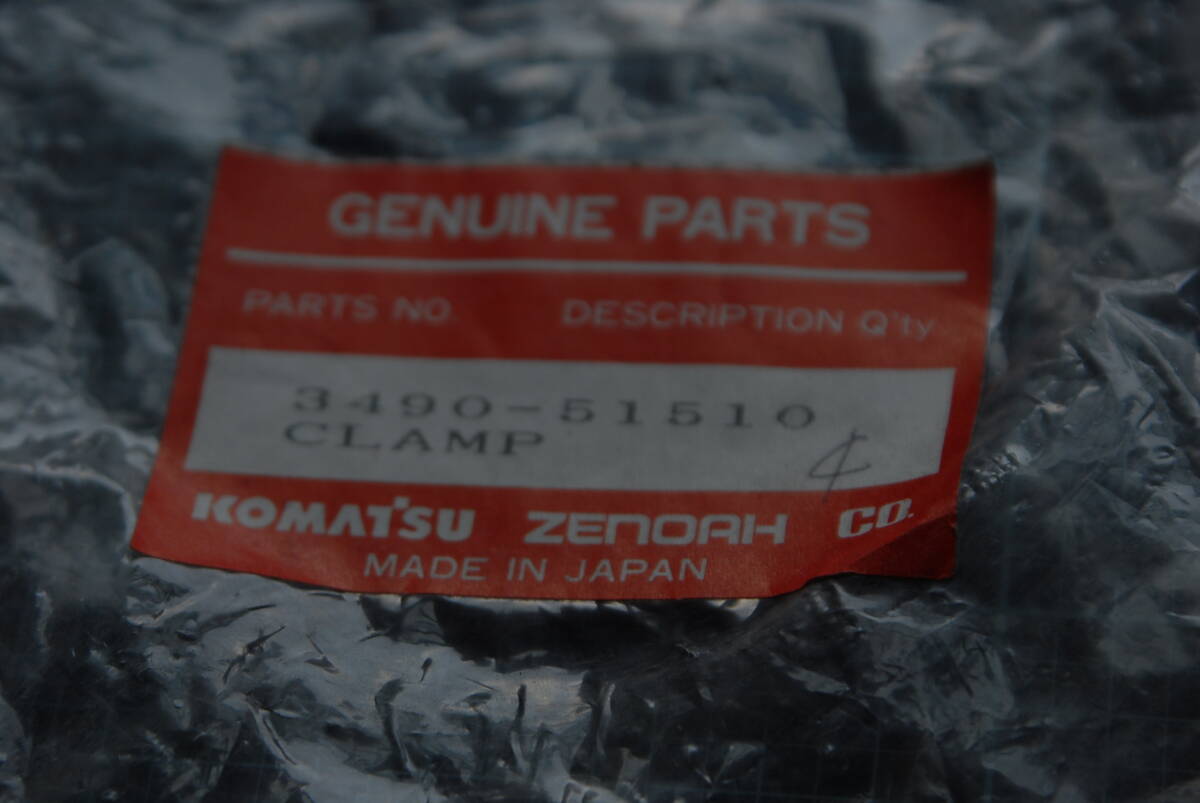 GENUINE PARTS
PARTS NO. DESCRIPTION Q'ty
3490-51510
CLAMP 4
KOMATSU ZENOAH CO.
MADE IN JAPAN